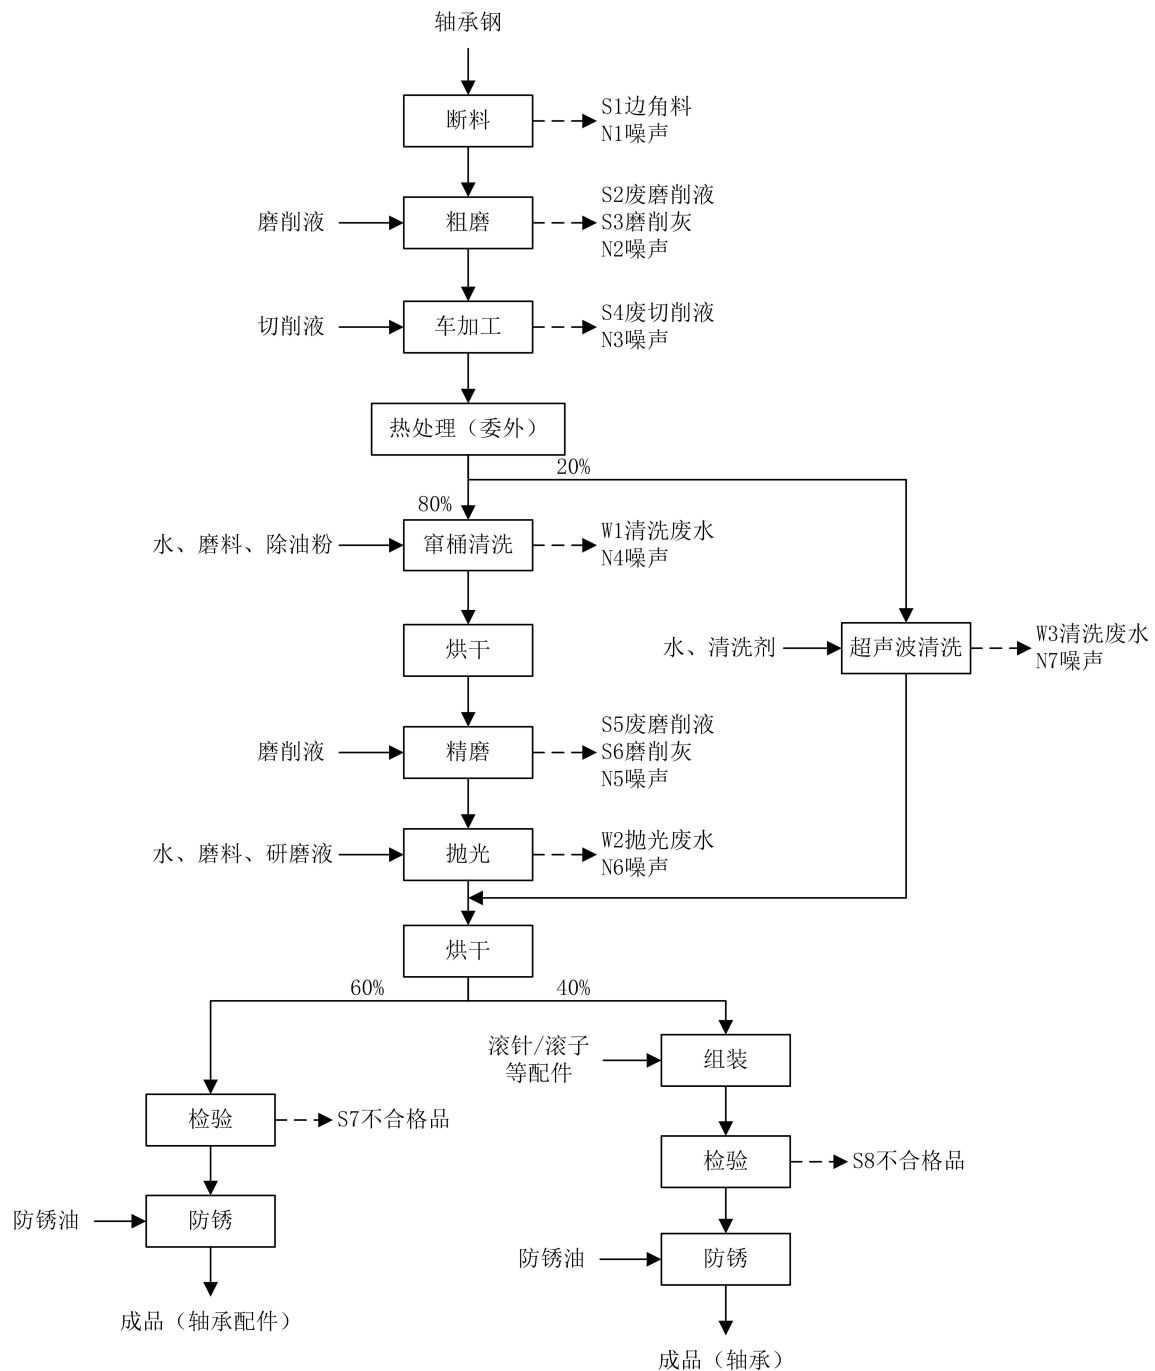 轴承钢
断料
S1边角料
N1噪声
磨削液
粗磨
S2废磨削液
S3磨削灰
N2噪声
切削液
车加工
S4废切削液
N3噪声
热处理（委外）
20%
80%
水、磨料、除油粉
窜桶清洗
W1清洗废水
N4噪声
烘干
水、清洗剂
超声波清洗
W3清洗废水
N7噪声
磨削液
精磨
S5废磨削液
S6磨削灰
N5噪声
水、磨料、研磨液
抛光
W2抛光废水
N6噪声
烘干
60%
40%
滚针/滚子
等配件
组装
检验
S7不合格品
检验
S8不合格品
防锈油
防锈
防锈油
防锈
成品（轴承配件）
成品（轴承）